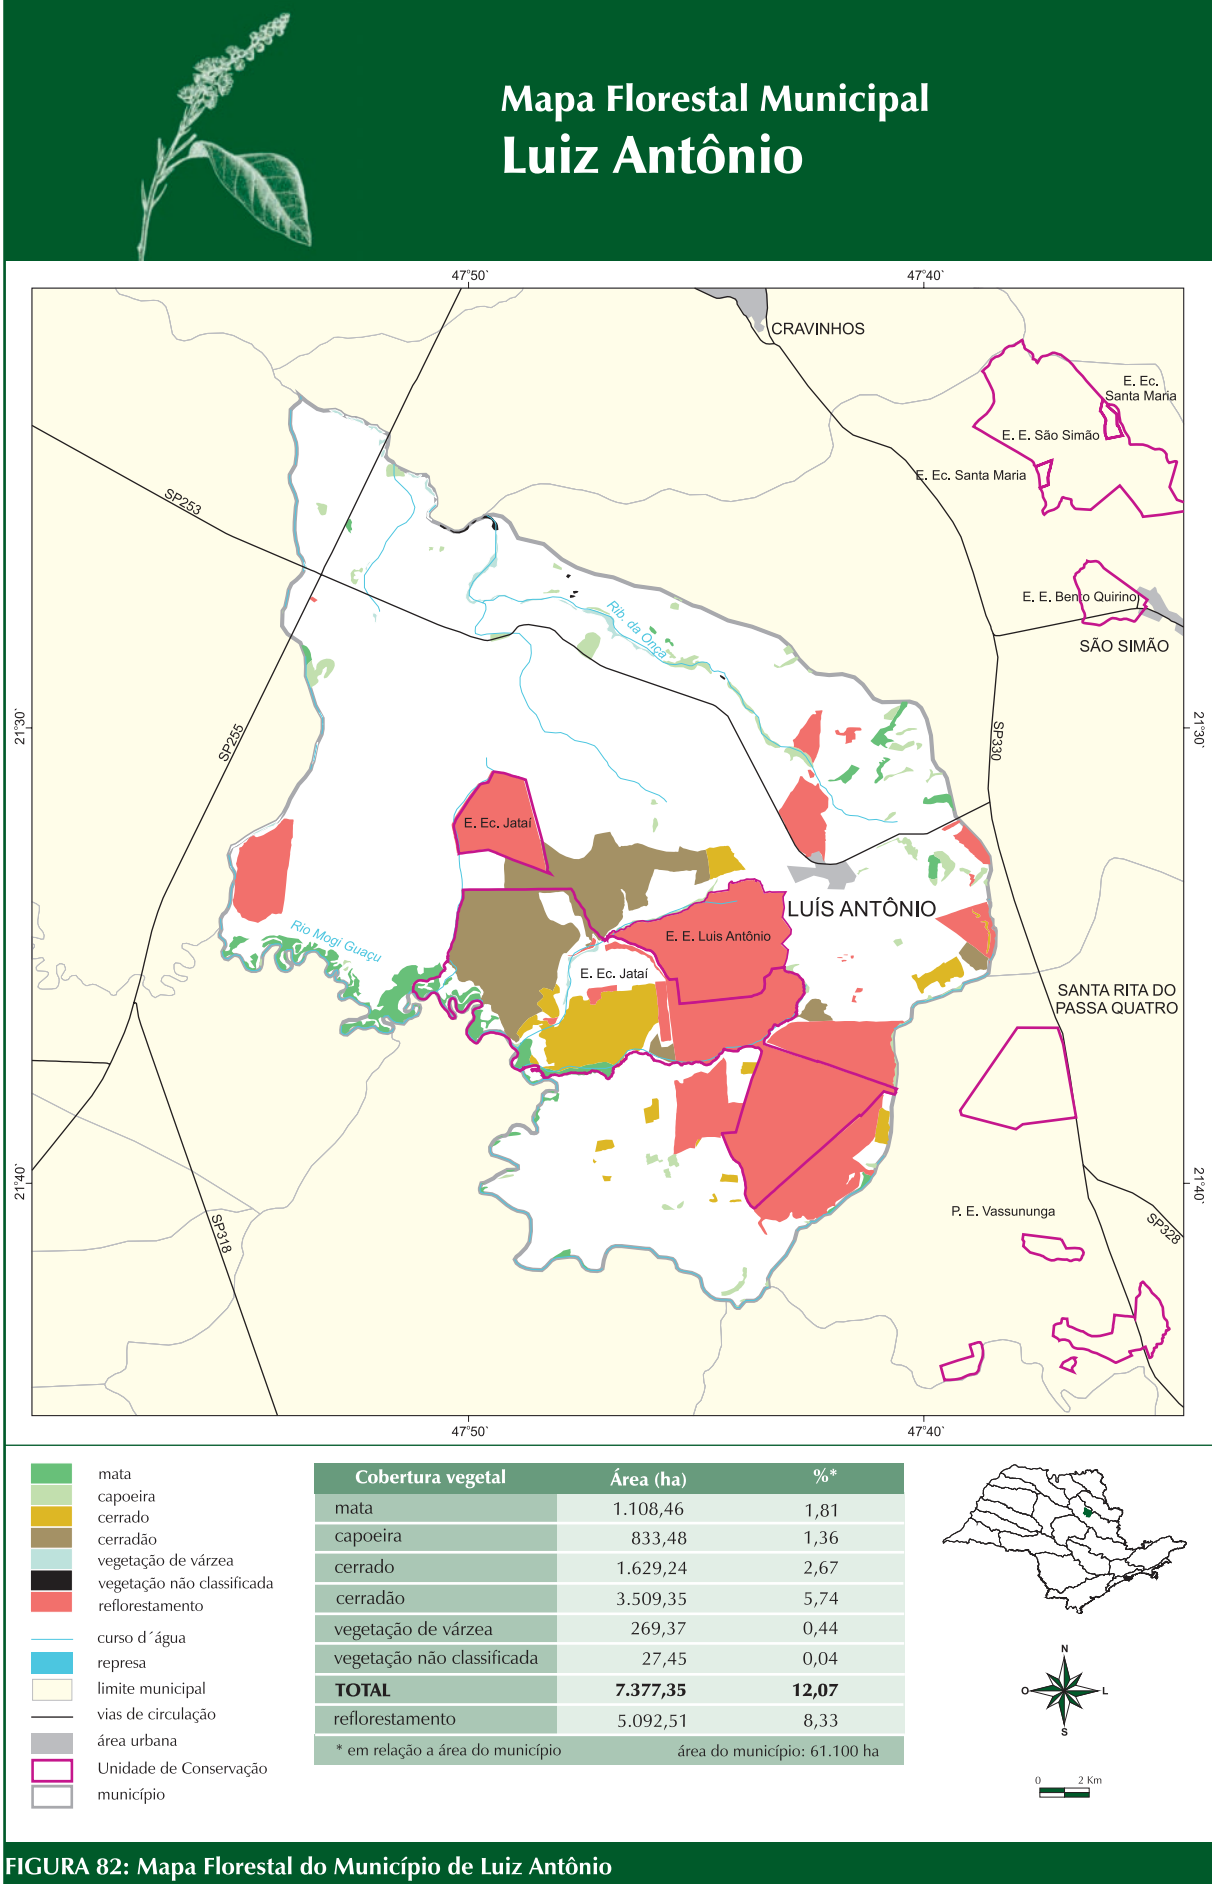 Mapa Florestal Municipal
Luiz Antônio
47°50`
47°40`
CRAVINHOS
E. Ec.
Santa Maria
E. E. São Simão
E. Ec. Santa Maria
SP253
E. E. Bento Quirino
Rib. da Onça
SÃO SIMÃO
21°30`
SP255
SP330
21°30`
E. Ec. Jataí
LUÍS ANTÔNIO
Rio Mogi Guaçu
E. E. Luis Antônio
E. Ec. Jataí
SANTA RITA DO
PASSA QUATRO
21°40`
21°40`
P. E. Vassununga
SP318
SP328
47°50`
47°40`
mata
capoeira
cerrado
cerradão
vegetação de várzea
vegetação não classificada
reflorestamento
curso d´água
represa
limite municipal
vias de circulação
área urbana
Unidade de Conservação
município
Cobertura vegetal Área (ha) %*
mata 1.108,46 1,81
capoeira 833,48 1,36
cerrado 1.629,24 2,67
cerradão 3.509,35 5,74
vegetação de várzea 269,37 0,44
vegetação não classificada 27,45 0,04
TOTAL 7.377,35 12,07
reflorestamento 5.092,51 8,33
* em relação a área do município área do município: 61.100 ha
N
O L
S
0 2 Km
FIGURA 82: Mapa Florestal do Município de Luiz Antônio